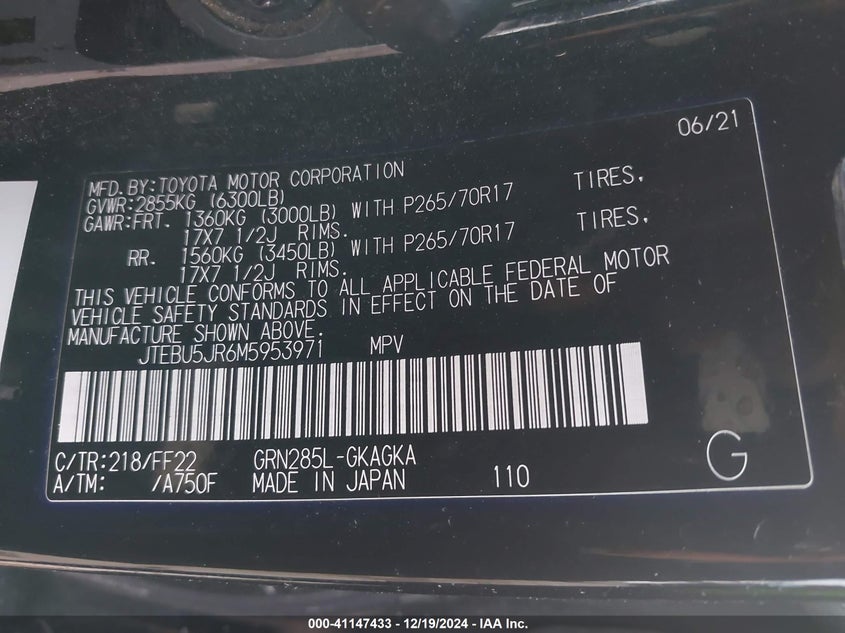 06/21
MFD.BY:TOYOTA MOTOR CORPORATION
GVWR:2855KG (6300LB)
GAWR:FRT. 1360KG (3000LB) WITH P265/70R17 TIRES,
17X7 1/2J RIMS.
RR. 1560KG (3450LB) WITH P265/70R17 TIRES,
17X7 1/2J RIMS.
THIS VEHICLE CONFORMS TO ALL APPLICABLE FEDERAL MOTOR
VEHICLE SAFETY STANDARDS IN EFFECT ON THE DATE OF
MANUFACTURE SHOWN ABOVE.
JTEBU5JR6M5953971 MPV
C/TR:218/FF22 GRN285L-GKAGKA
A/TM: /A750F MADE IN JAPAN 110 G
000-41147433 - 12/19/2024 - IAA Inc.